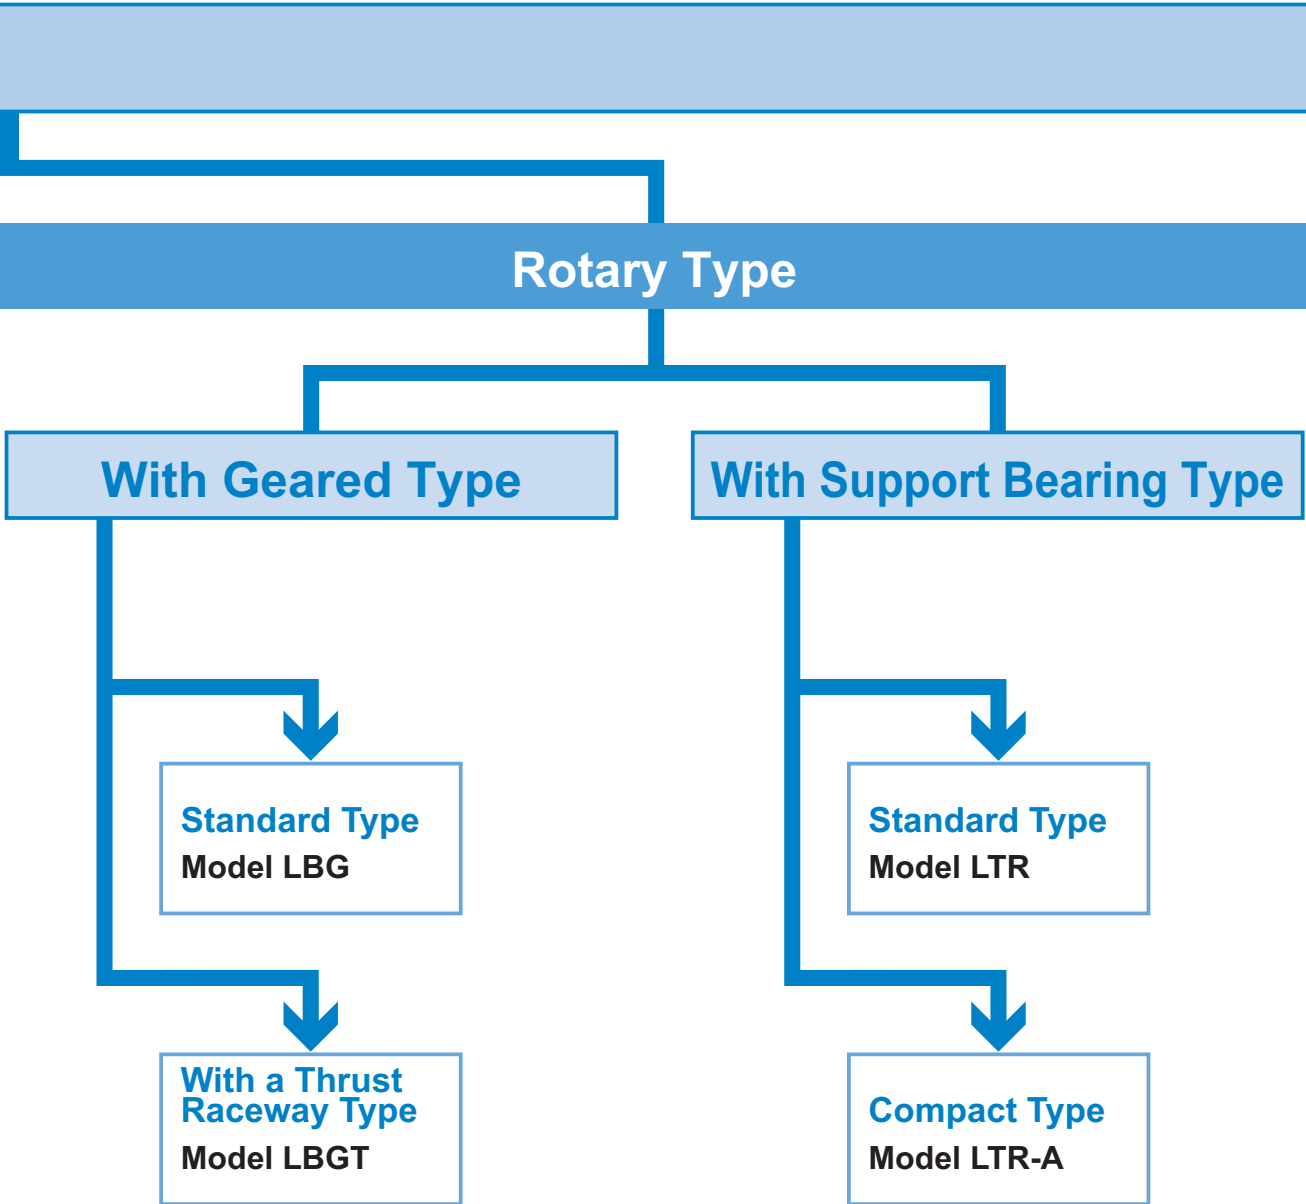 Rotary Type
With Geared Type
With Support Bearing Type
Standard Type
Model LBG
Standard Type
Model LTR
With a Thrust
Raceway Type
Model LBGT
Compact Type
Model LTR-A